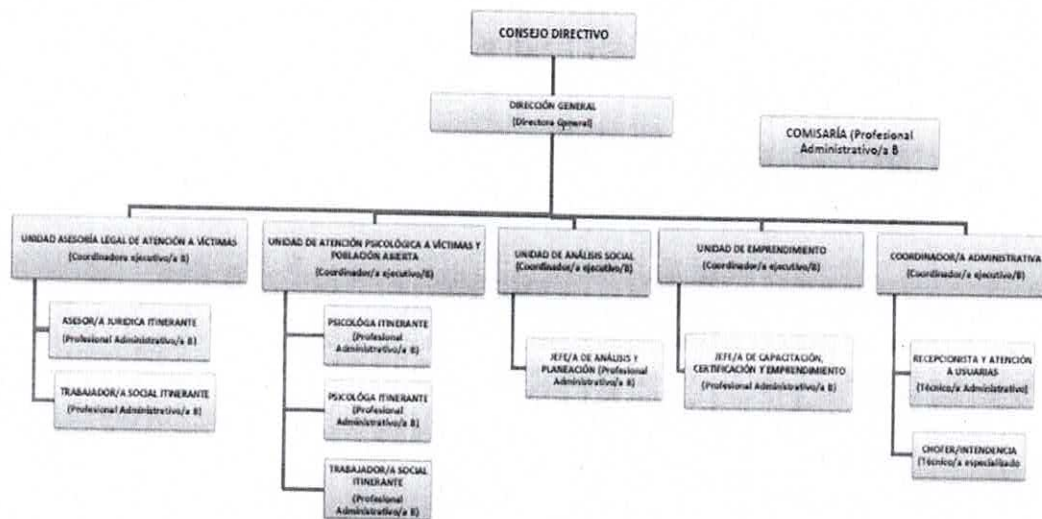 CONSEJO DIRECTIVO
DIRECCIÓN GENERAL
(Directora General)
COMISARÍA (Profesional
Administrativo/a B
UNIDAD ASESORÍA LEGAL DE ATENCIÓN A VÍCTIMAS
(Coordinadora ejecutivo/a B)
ASESOR/A JURIDICA ITINERANTE
(Profesional Administrativo/a B)
TRABAJADOR/A SOCIAL ITINERANTE
(Profesional Administrativo/a B)
UNIDAD DE ATENCIÓN PSICOLÓGICA A VÍCTIMAS Y
POBLACIÓN ABIERTA
(Coordinador/a ejecutivo/B)
PSICOLÓGA ITINERANTE
(Profesional
Administrativo/a B)
PSICOLÓGA ITINERANTE
(Profesional
Administrativo/a B)
TRABAJADOR/A SOCIAL
ITINERANTE
(Profesional
Administrativo/a B)
UNIDAD DE ANÁLISIS SOCIAL
(Coordinador/a ejecutivo/B)
JEFE/A DE ANÁLISIS Y
PLANEACIÓN (Profesional
Administrativo/a B)
UNIDAD DE EMPRENDIMIENTO
(Coordinador/a ejecutivo/B)
JEFE/A DE CAPACITACIÓN,
CERTIFICACIÓN Y EMPRENDIMIENTO
(Profesional Administrativo/a B)
COORDINADOR/A ADMINISTRATIVA
(Coordinador/a ejecutivo/B)
RECEPCIONISTA Y ATENCIÓN
A USUARIAS
(Técnico/a Administrativo)
CHOFER/INTENDENCIA
(Técnico/a especializado